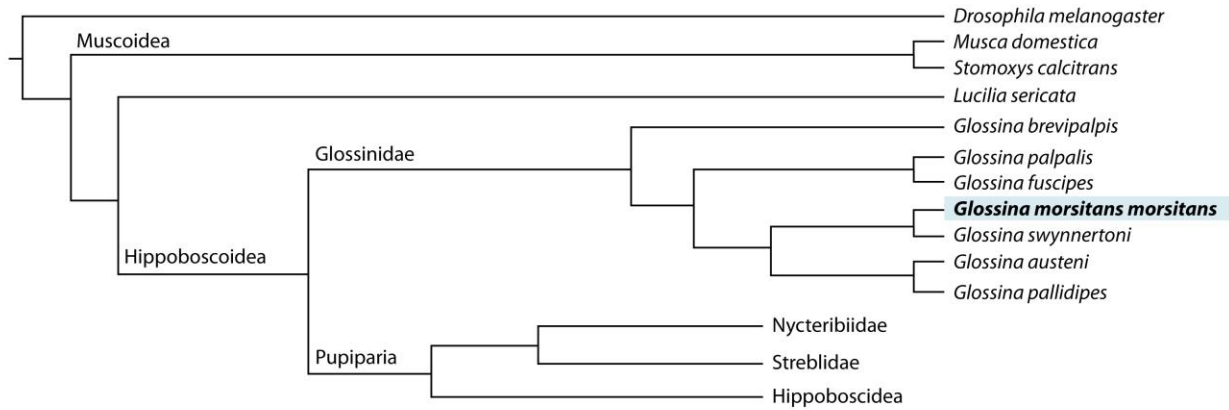 Drosophila melanogaster
Muscoidea
Musca domestica
Stomoxys calcitrans
Lucilia sericata
Glossina brevipalpis
Glossinidae
Glossina palpalis
Glossina fuscipes
Glossina morsitans morsitans
Glossina swynnertoni
Hippoboscoidea
Glossina austeni
Glossina pallidipes
Nycteribiidae
Pupiparia
Streblidae
Hippoboscidea